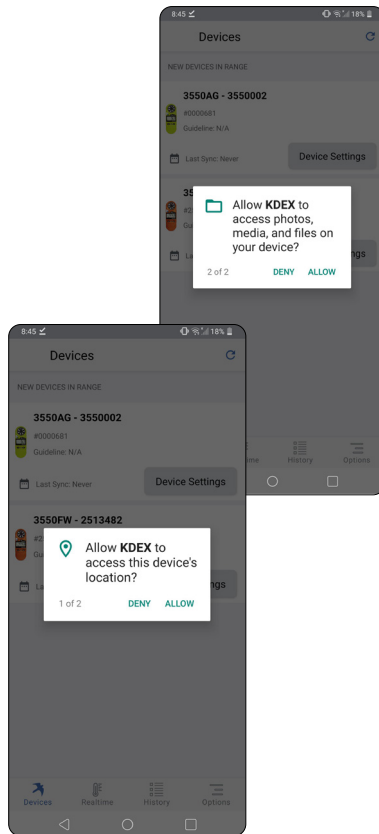 8:45
18%
Devices
NEW DEVICES IN RANGE
3550AG - 3550002
#0000681
Guideline: N/A
Last Sync: Never
Device Settings
Allow KDEX to
access photos,
media, and files on
your device?
2 of 2
DENY
ALLOW
History
Options
8:45
18%
Devices
NEW DEVICES IN RANGE
3550AG - 3550002
#0000681
Guideline: N/A
Last Sync: Never
Device Settings
3550FW - 2513482
Allow KDEX to
access this device's
location?
1 of 2
DENY
ALLOW
Devices
Realtime
History
Options